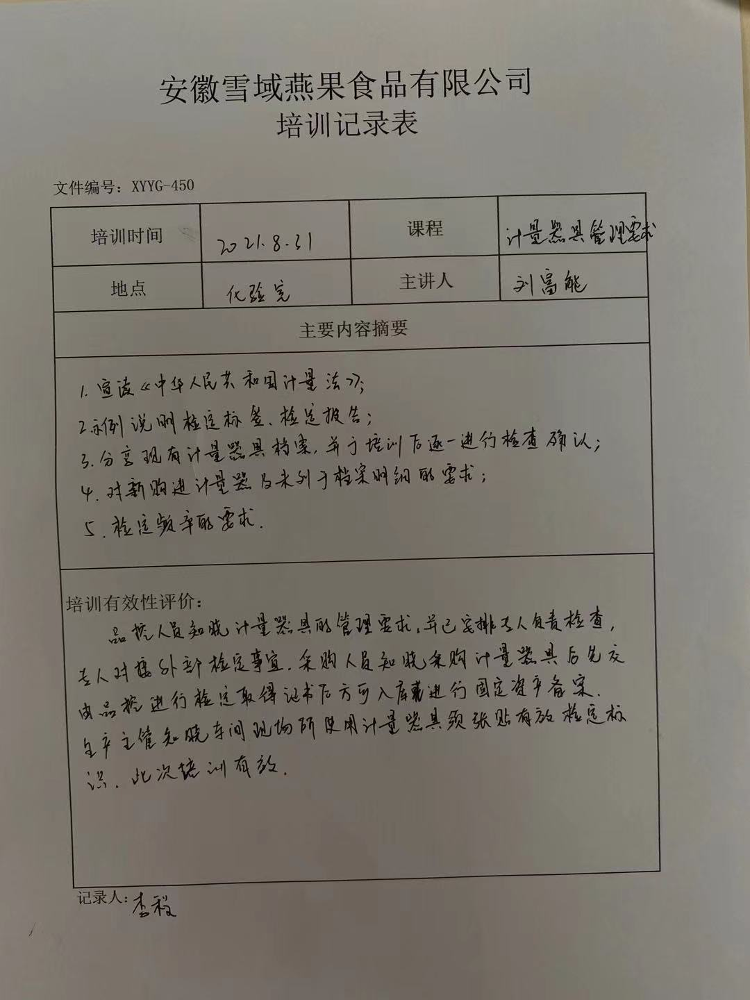 安徽雪域燕果食品有限公司
培训记录表
文件编号：XYYG-450
培训时间 2021.8.31 课程 计量器具管理要求
地点 化验室 主讲人 刘富能
主要内容摘要
1. 宣读《中华人民共和国计量法》；
2. 示例说明检定标签、检定报告；
3. 分享现有计量器具档案，并于培训后逐一进行检查确认；
4. 对新购进计量器及未列于档案明细的要求；
5. 检定频率的要求.
培训有效性评价：
品控人员知晓计量器具的管理要求，并已安排专人负责检查，
专人对接外部检定事宜. 采购人员知晓采购计量器具后先交
由品控进行检定取得证书后方可入库进行固定资产备案.
生产主管知晓车间现场所使用计量器具须张贴有效检定标
识. 此次培训有效.
记录人：李